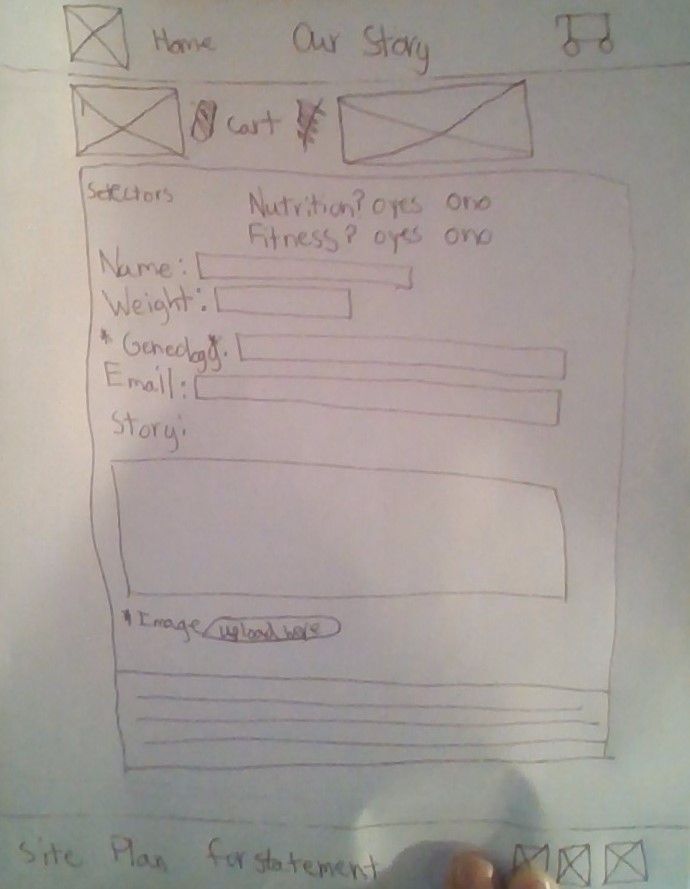 Home Our Story
Cart
Selectors
Nutrition? o yes o no
Fitness? o yes o no
Name:
Weight:
* Geneology:
Email:
Story:
* Image upload here
Site Plan for statement